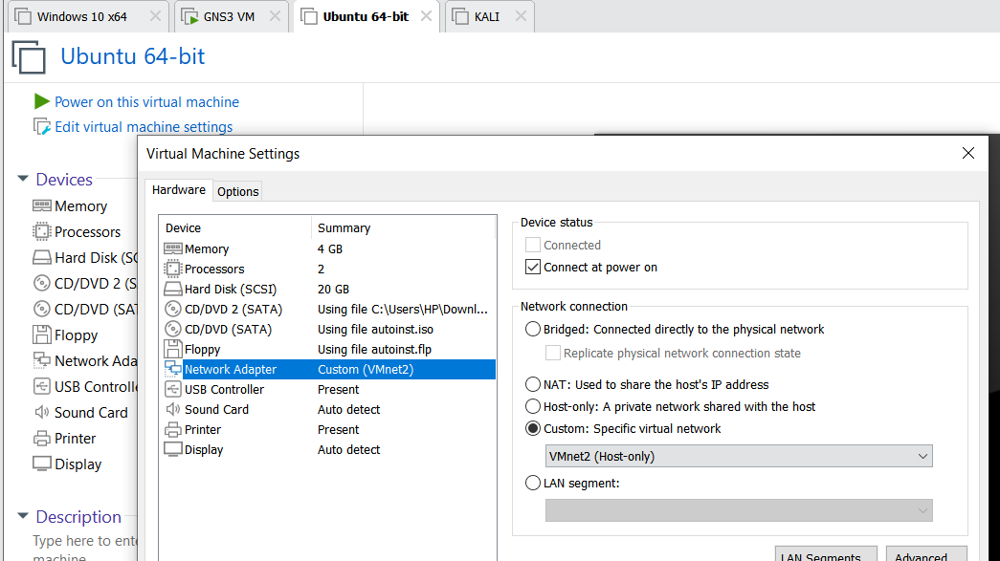 Windows 10 x64
GNS3 VM
Ubuntu 64-bit
KALI
Ubuntu 64-bit
Power on this virtual machine
Edit virtual machine settings
Devices
Memory
Processors
Hard Disk (SC
CD/DVD 2 (S
CD/DVD (SAT
Floppy
Network Ada
USB Controlle
Sound Card
Printer
Display
Description
Type here to ente
machine.
Virtual Machine Settings
Hardware
Options
Device Summary
Memory 4 GB
Processors 2
Hard Disk (SCSI) 20 GB
CD/DVD 2 (SATA) Using file C:\Users\HP\Downl...
CD/DVD (SATA) Using file autoinst.iso
Floppy Using file autoinst.flp
Network Adapter Custom (VMnet2)
USB Controller Present
Sound Card Auto detect
Printer Present
Display Auto detect
Device status
Connected
Connect at power on
Network connection
Bridged: Connected directly to the physical network
Replicate physical network connection state
NAT: Used to share the host's IP address
Host-only: A private network shared with the host
Custom: Specific virtual network
VMnet2 (Host-only)
LAN segment:
LAN Segments...
Advanced...